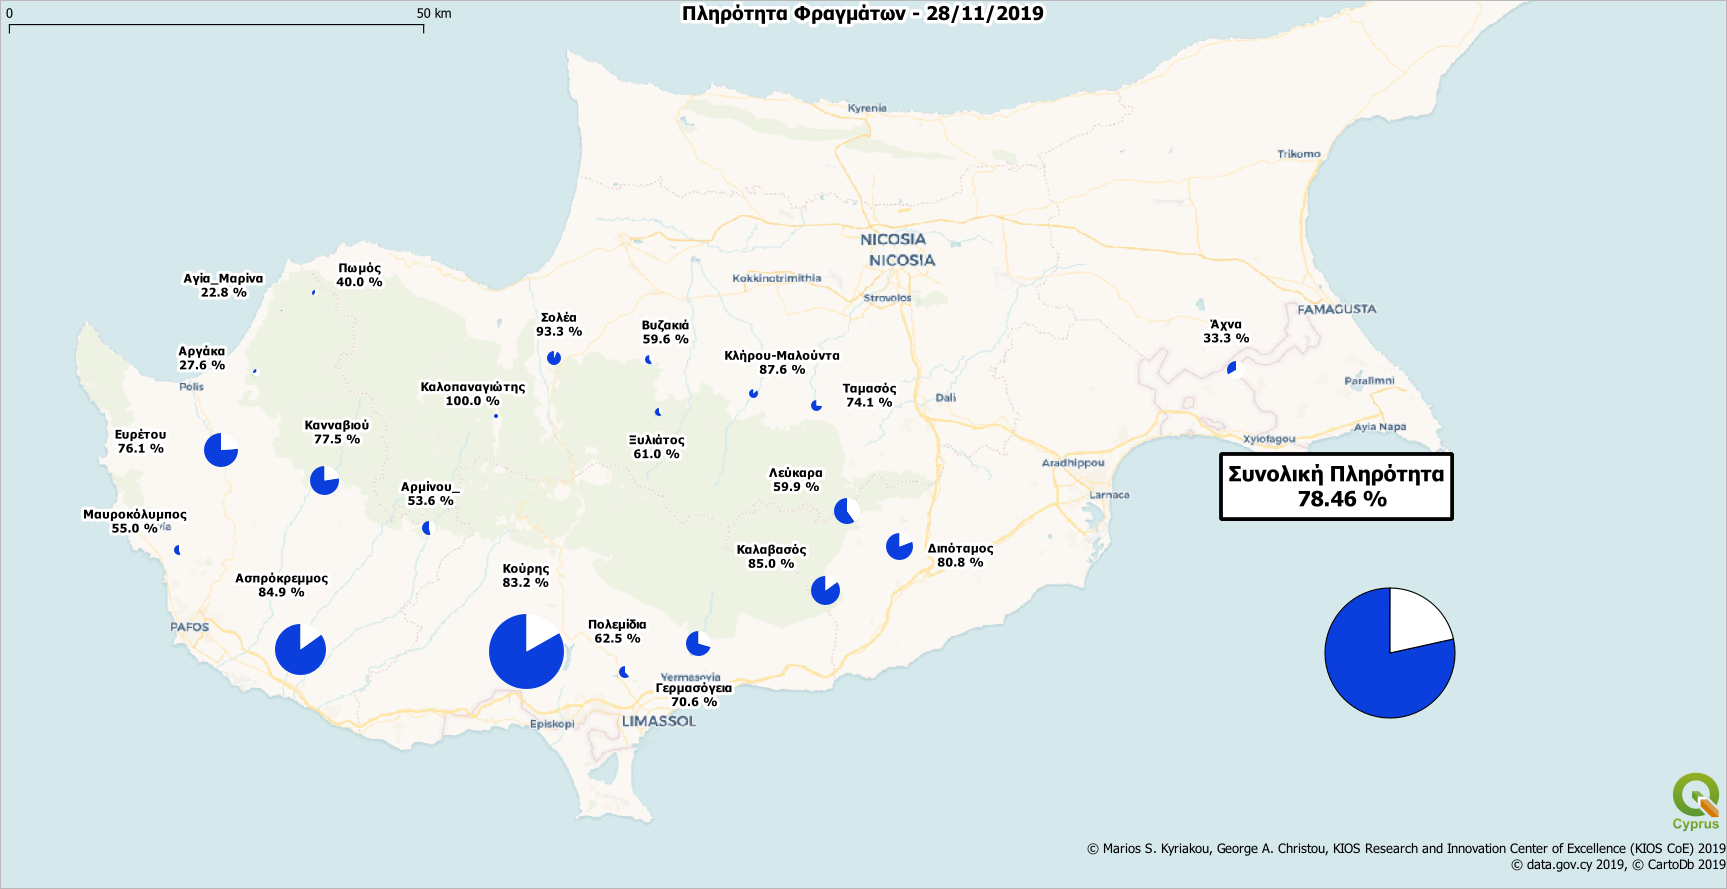 0
50 km
Πληρότητα Φραγμάτων - 28/11/2019
Kyrenia
Trikomo
NICOSIA
NICOSIA
Kokkinotrimithia
Strovolos
FAMAGUSTA
Αγία_Μαρίνα
22.8 %
Πωμός
40.0 %
Σολέα
93.3 %
Βυζακιά
59.6 %
Άχνα
33.3 %
Αργάκα
27.6 %
Polis
Κλήρου-Μαλούντα
87.6 %
Καλοπαναγιώτης
100.0 %
Ταμασός
74.1 %
Dali
Paralimni
Ayia Napa
Xylofagou
Ευρέτου
76.1 %
Κανναβιού
77.5 %
Ξυλιάτος
61.0 %
Aradhippou
Larnaca
Λεύκαρα
59.9 %
Αρμίνου_
53.6 %
Συνολική Πληρότητα
78.46 %
Μαυροκόλυμπος
55.0 %
Καλαβασός
85.0 %
Διπόταμος
80.8 %
Ασπρόκρεμμος
84.9 %
Κούρης
83.2 %
PAFOS
Πολεμίδια
62.5 %
Yermasovia
Γερμασόγεια
70.6 %
Episkopi
LIMASSOL
Cyprus
© Marios S. Kyriakou, George A. Christou, KIOS Research and Innovation Center of Excellence (KIOS CoE) 2019
© data.gov.cy 2019, © CartoDb 2019